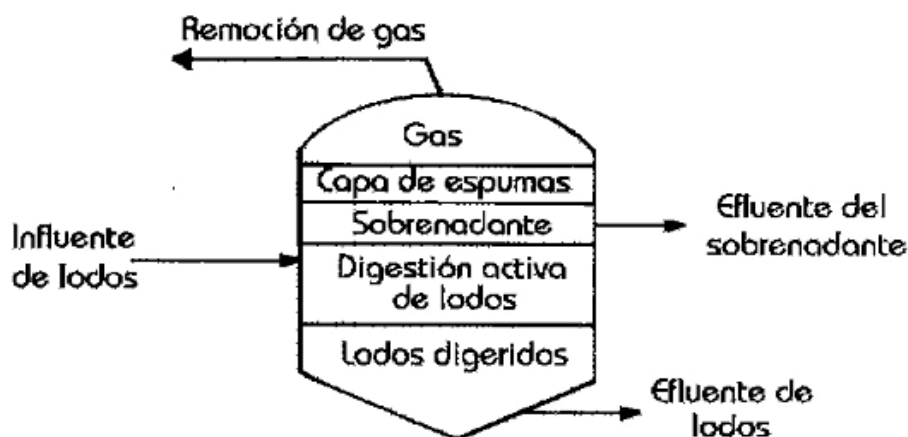 Remoción de gas
Gas
Capa de espumas
Sobrenadante
Efluente del
sobrenadante
Influente
de lodos
Digestión activa
de lodos
Lodos digeridos
Efluente de
lodos